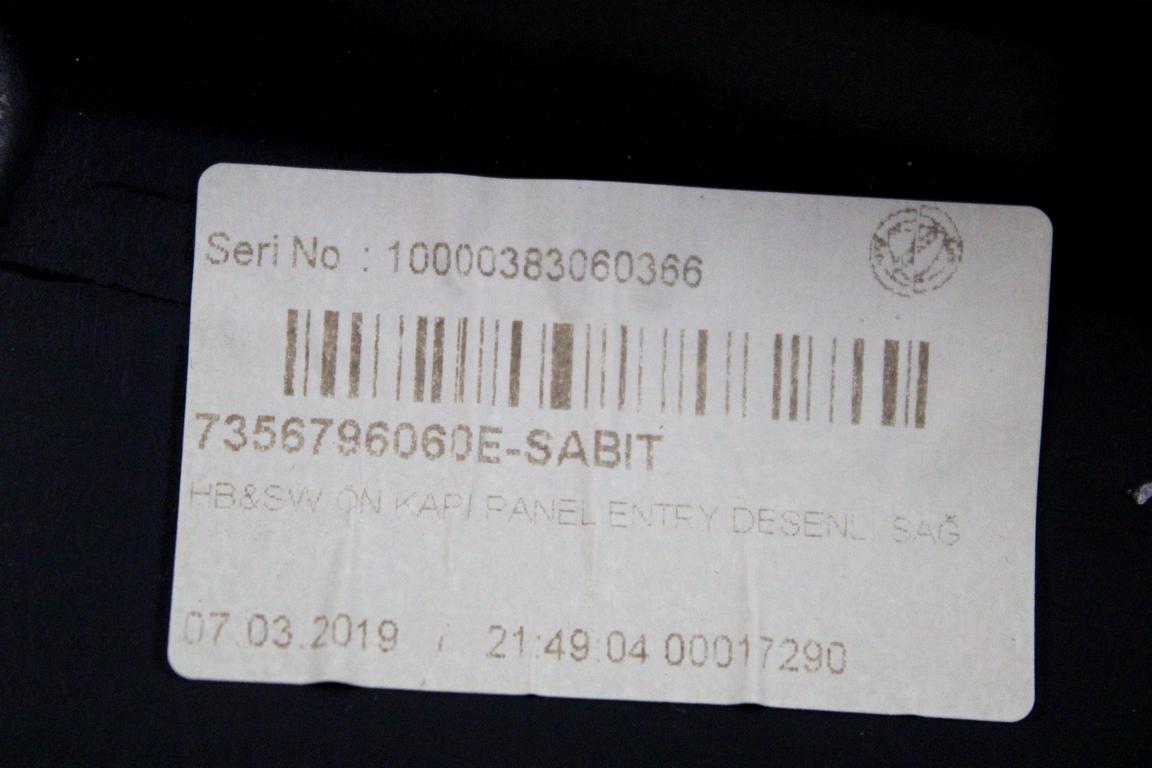 Seri No : 10000383060366
7356796060E-SABIT
HB&SW ÖN KAPI PANEL ENTRY DESENLİ SAĞ
07.03.2019 / 21:49:04 00017290